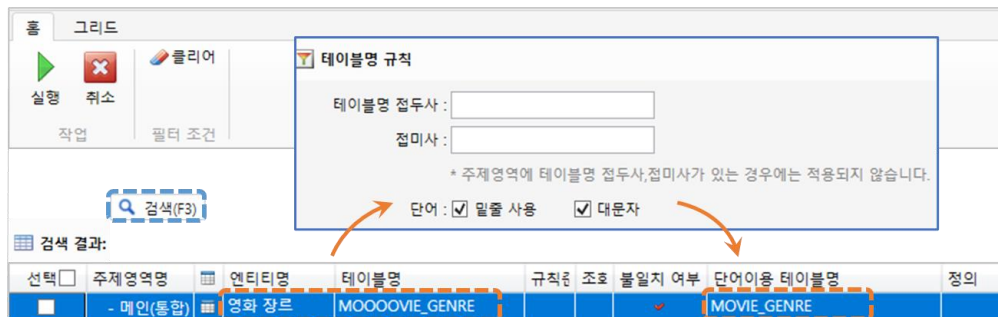 홈 그리드
실행 취소 클리어
작업 필터 조건
테이블명 규칙
테이블명 접두사 :
접미사 :
* 주제영역에 테이블명 접두사,접미사가 있는 경우에는 적용되지 않습니다.
단어 : 밑줄 사용 대문자
검색(F3)
검색 결과:
선택 주제영역명 엔티티명 테이블명 규칙준 조호 불일치 여부 단어이용 테이블명 정의
- 메인(통합) 영화 장르 MOOOOVIE_GENRE MOVIE_GENRE